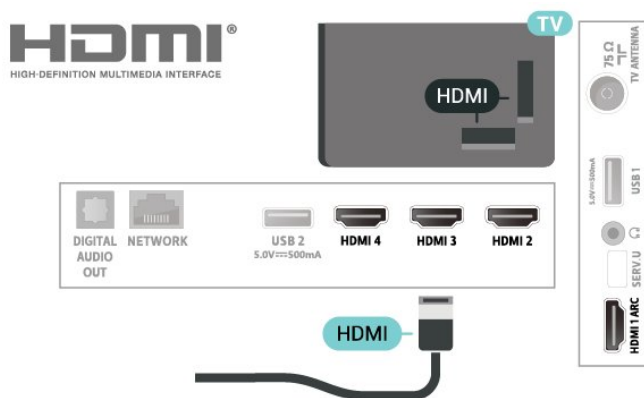 HDMI®
HIGH-DEFINITION MULTIMEDIA INTERFACE
TV
HDMI
75 Ω
TV ANTENNA
5.0V⎓500mA
USB 1
SERV.U
HDMI 1 ARC
DIGITAL
AUDIO
OUT
NETWORK
USB 2
5.0V⎓500mA
HDMI 4
HDMI 3
HDMI 2
HDMI